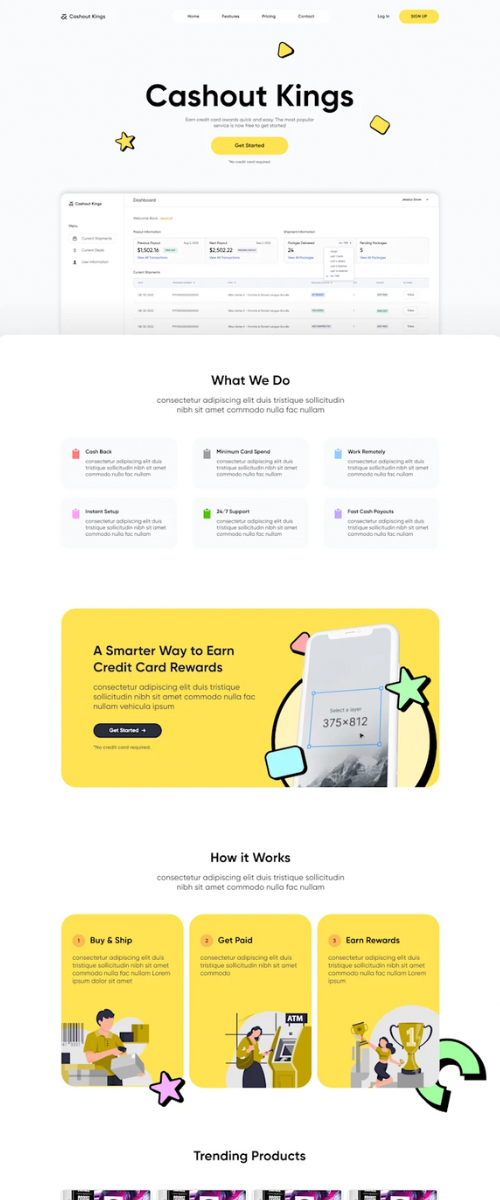 Cashout Kings
Home Features Pricing Contact
Log In SIGN UP
Cashout Kings
Earn credit card awards quick and easy. The most popular
service is now free to get started
Get Started
*No credit card required.
Cashout Kings
Dashboard
Welcome Back,
Menu
Current Shipments
Current Deals
User Information
Payout Information
Shipment Information
Previous Payout
Next Payout
Packages Delivered
Pending Packages
$1,502.16
$2,502.22
24
5
View All Transactions
View All Transactions
View All Packages
View All Packages
Current Shipments
What We Do
consectetur adipiscing elit duis tristique sollicitudin
nibh sit amet commodo nulla fac nullam
Cash Back
consectetur adipiscing elit duis
tristique sollicitudin nibh sit amet
commodo nulla fac nullam
Minimum Card Spend
consectetur adipiscing elit duis
tristique sollicitudin nibh sit amet
commodo nulla fac nullam
Work Remotely
consectetur adipiscing elit duis
tristique sollicitudin nibh sit amet
commodo nulla fac nullam
Instant Setup
consectetur adipiscing elit duis
tristique sollicitudin nibh sit amet
commodo nulla fac nullam
24/7 Support
consectetur adipiscing elit duis
tristique sollicitudin nibh sit amet
commodo nulla fac nullam
Fast Cash Payouts
consectetur adipiscing elit duis
tristique sollicitudin nibh sit amet
commodo nulla fac nullam
A Smarter Way to Earn
Credit Card Rewards
consectetur adipiscing elit duis tristique
sollicitudin nibh sit amet commodo nulla fac
nullam vehicula ipsum
Get Started →
*No credit card required.
Select a layer
375×812
How it Works
consectetur adipiscing elit duis tristique sollicitudin
nibh sit amet commodo nulla fac nullam
1 Buy & Ship
consectetur adipiscing elit duis
tristique sollicitudin nibh sit amet
commodo nulla fac nullam Lorem
ipsum dolor sit amet
2 Get Paid
consectetur adipiscing elit duis
tristique sollicitudin nibh sit amet
commodo
ATM
3 Earn Rewards
consectetur adipiscing elit duis
tristique sollicitudin nibh sit amet
commodo nulla fac nullam Lorem
ipsum
1
Trending Products